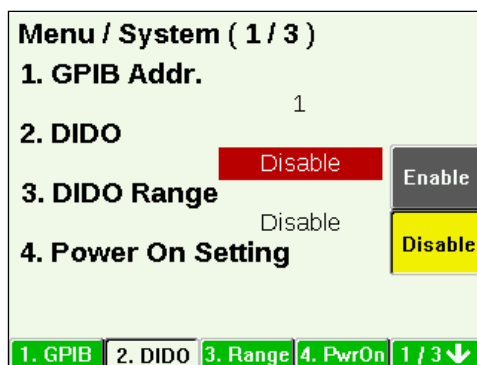 Menu / System ( 1 / 3 )
1. GPIB Addr.
1
2. DIDO
Disable
Enable
3. DIDO Range
Disable
Disable
4. Power On Setting
1. GPIB 2. DIDO 3. Range 4. PwrOn 1 / 3